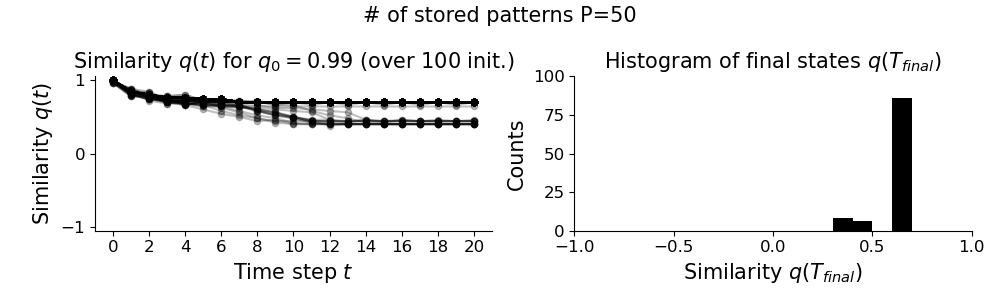 # of stored patterns P=50
Similarity q(t) for q₀ = 0.99 (over 100 init.)
Similarity q(t)
1
0
−1
0 2 4 6 8 10 12 14 16 18 20
Time step t
Histogram of final states q(T_final)
Counts
100
75
50
25
0
−1.0 −0.5 0.0 0.5 1.0
Similarity q(T_final)